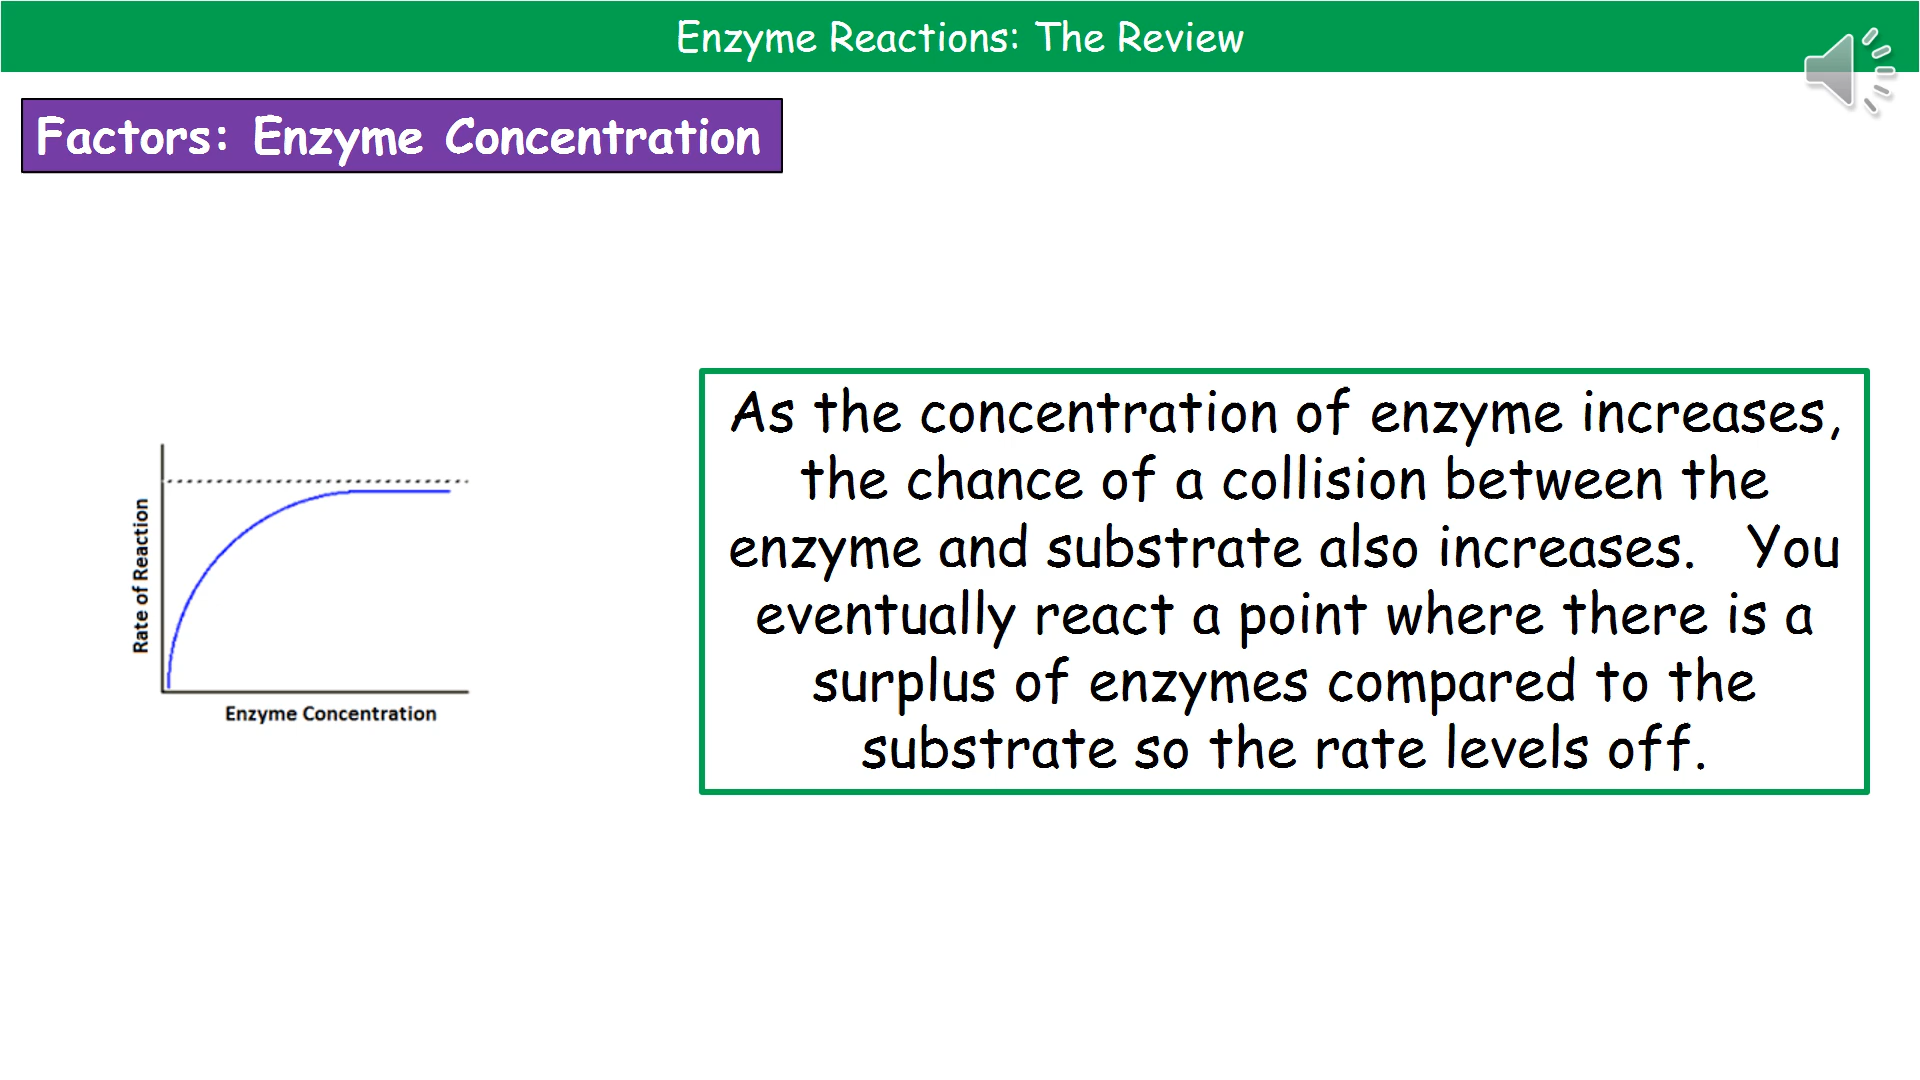 Enzyme Reactions: The Review
Factors: Enzyme Concentration
As the concentration of enzyme increases,
the chance of a collision between the
enzyme and substrate also increases.   You
eventually react a point where there is a
surplus of enzymes compared to the
substrate so the rate levels off.
Rate of Reaction
Enzyme Concentration